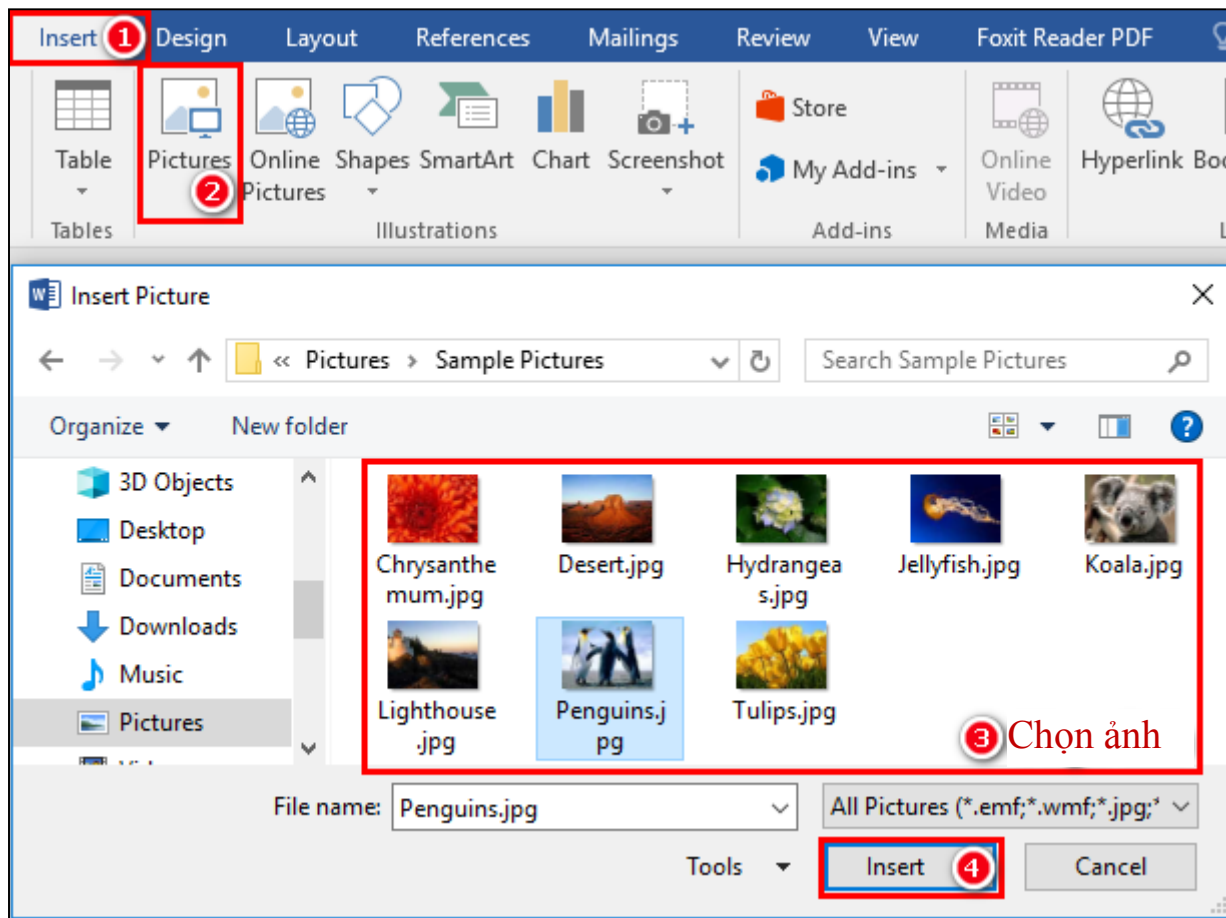 Insert 1 Design Layout References Mailings Review View Foxit Reader PDF
Store
Table Pictures Online Shapes SmartArt Chart Screenshot My Add-ins Online Hyperlink
2 Pictures Video
Tables Illustrations Add-ins Media
W Insert Picture
« Pictures > Sample Pictures Search Sample Pictures
Organize New folder ?
3D Objects
Desktop
Documents
Downloads
Music
Pictures
Chrysanthe Desert.jpg Hydrangea Jellyfish.jpg Koala.jpg
mum.jpg s.jpg
Lighthouse Penguins.j Tulips.jpg
.jpg pg
3 Chọn ảnh
File name: Penguins.jpg All Pictures (*.emf;*.wmf;*.jpg;*
Tools Insert 4 Cancel